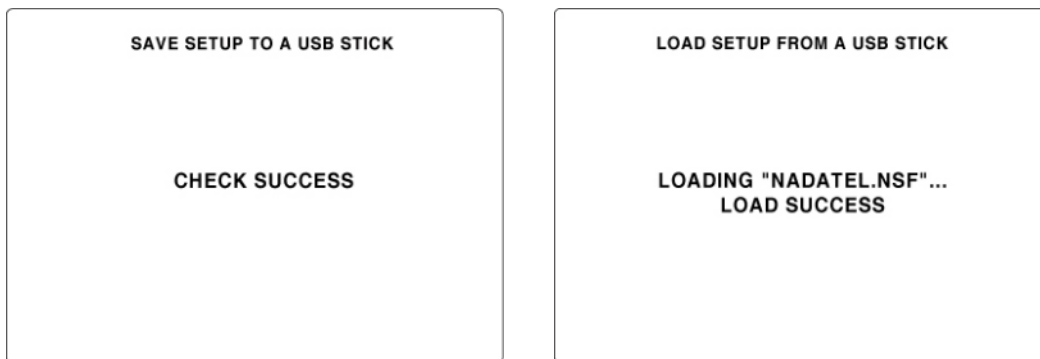 SAVE SETUP TO A USB STICK
CHECK SUCCESS
LOAD SETUP FROM A USB STICK
LOADING "NADATEL.NSF"...
LOAD SUCCESS